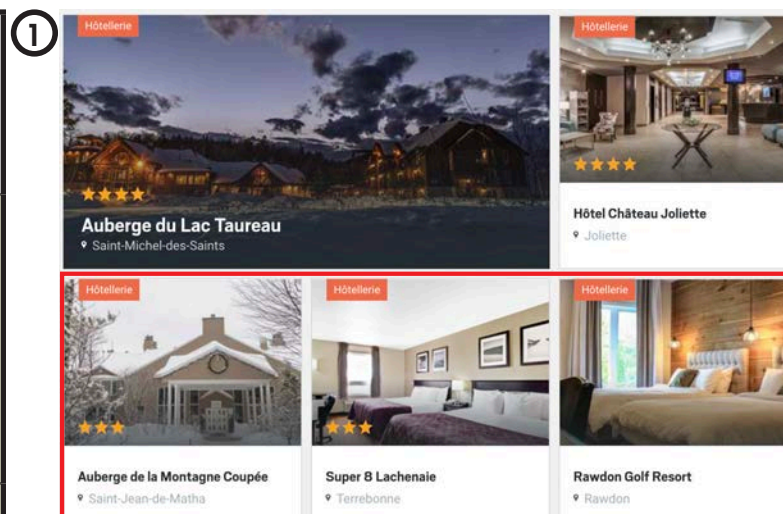 1
Hôtellerie
Auberge du Lac Taureau
Saint-Michel-des-Saints
Hôtellerie
Hôtel Château Joliette
Joliette
Hôtellerie
Auberge de la Montagne Coupée
Saint-Jean-de-Matha
Hôtellerie
Super 8 Lachenaie
Terrebonne
Hôtellerie
Rawdon Golf Resort
Rawdon